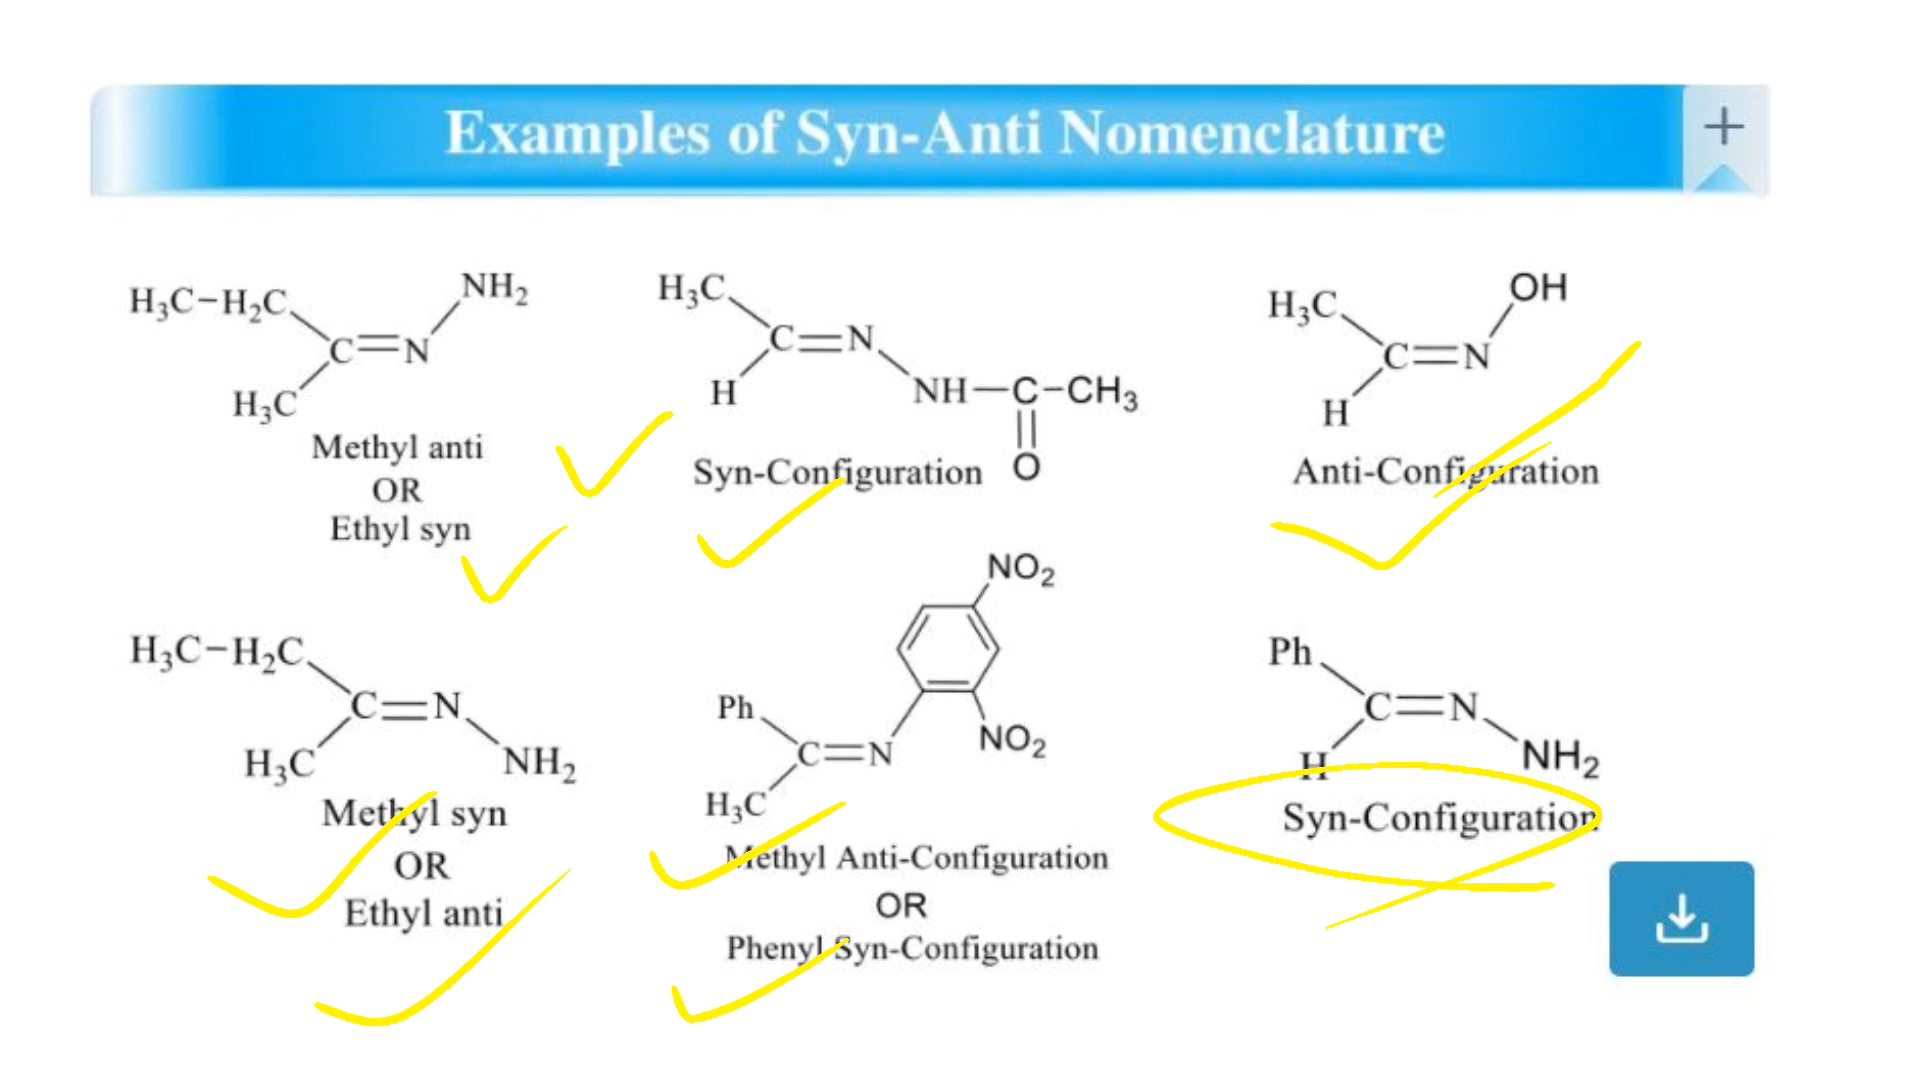 Examples of Syn-Anti Nomenclature
+
H₃C-H₂C
NH₂
C=N
H₃C
Methyl anti
OR
Ethyl syn
H₃C
C=N
H
NH-C-CH₃
O
Syn-Configuration
H₃C
OH
C=N
H
Anti-Configuration
H₃C-H₂C
C=N
H₃C
NH₂
Methyl syn
OR
Ethyl anti
NO₂
Ph
NO₂
C=N
H₃C
Methyl Anti-Configuration
OR
Phenyl Syn-Configuration
Ph
C=N
H
NH₂
Syn-Configuration